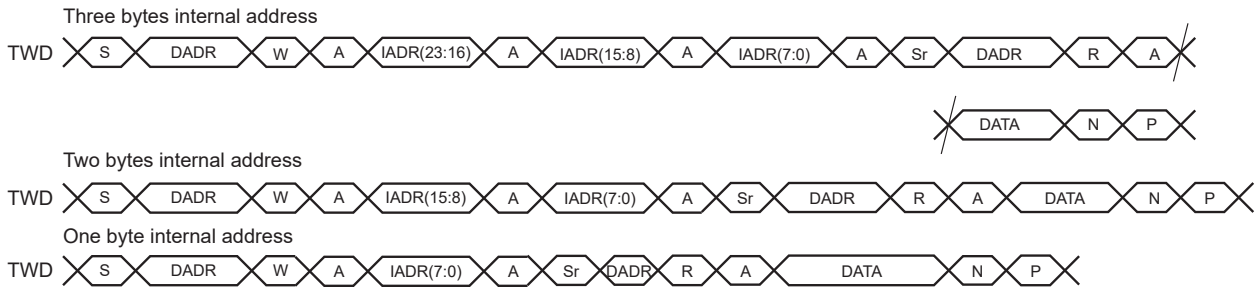 Three bytes internal address
TWD S DADR W A IADR(23:16) A IADR(15:8) A IADR(7:0) A Sr DADR R A
DATA N P
Two bytes internal address
TWD S DADR W A IADR(15:8) A IADR(7:0) A Sr DADR R A DATA N P
One byte internal address
TWD S DADR W A IADR(7:0) A Sr DADR R A DATA N P